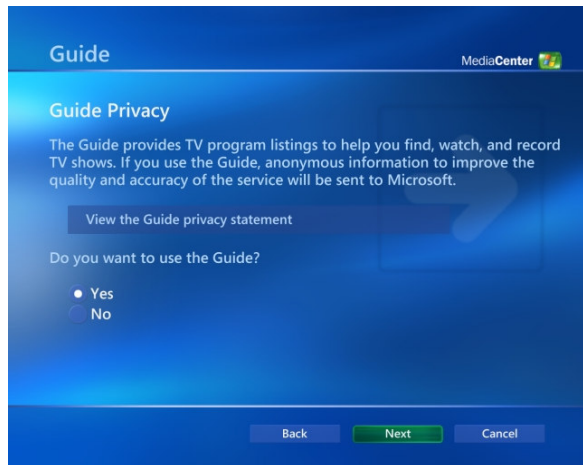 Guide
MediaCenter
Guide Privacy
The Guide provides TV program listings to help you find, watch, and record
TV shows. If you use the Guide, anonymous information to improve the
quality and accuracy of the service will be sent to Microsoft.
View the Guide privacy statement
Do you want to use the Guide?
Yes
No
Back Next Cancel